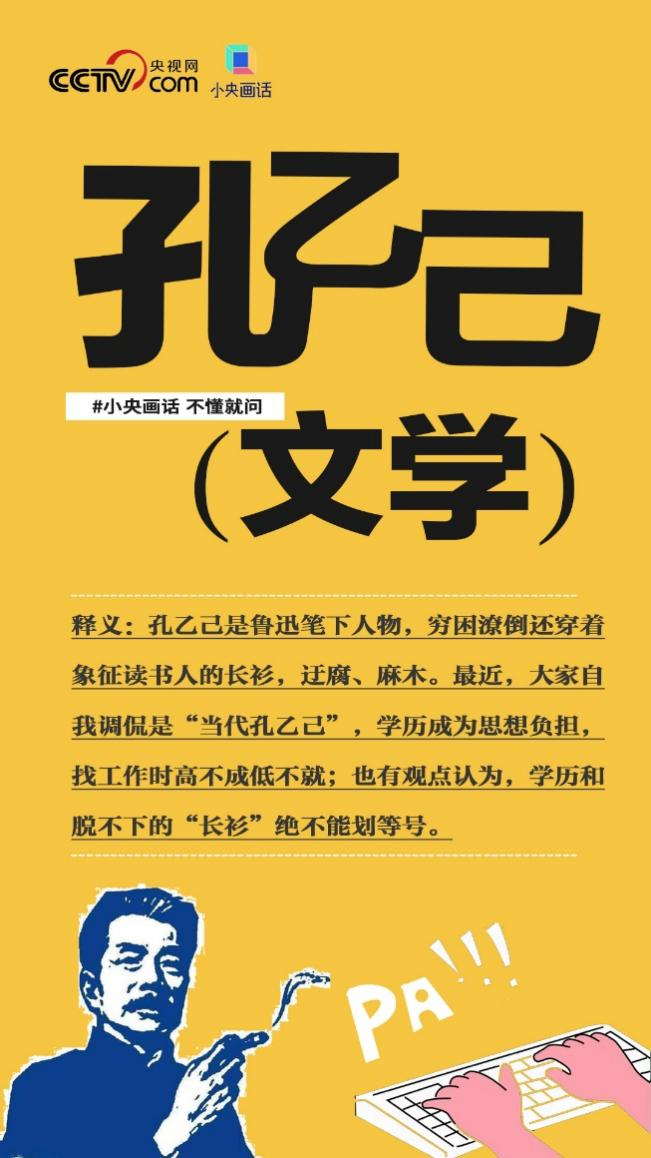 CCTV央视网
com
小央画话
孔乙己
#小央画话 不懂就问
（文学）
释义：孔乙己是鲁迅笔下人物，穷困潦倒还穿着
象征读书人的长衫，迂腐、麻木。最近，大家自
我调侃是“当代孔乙己”，学历成为思想负担，
找工作时高不成低不就；也有观点认为，学历和
脱不下的“长衫”绝不能划等号。
PA!!!